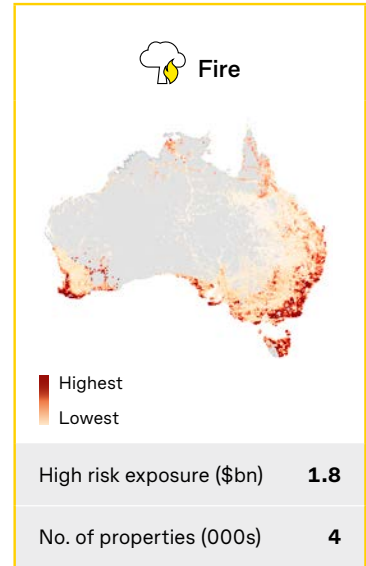 Fire
Highest
Lowest
High risk exposure ($bn) 1.8
No. of properties (000s) 4